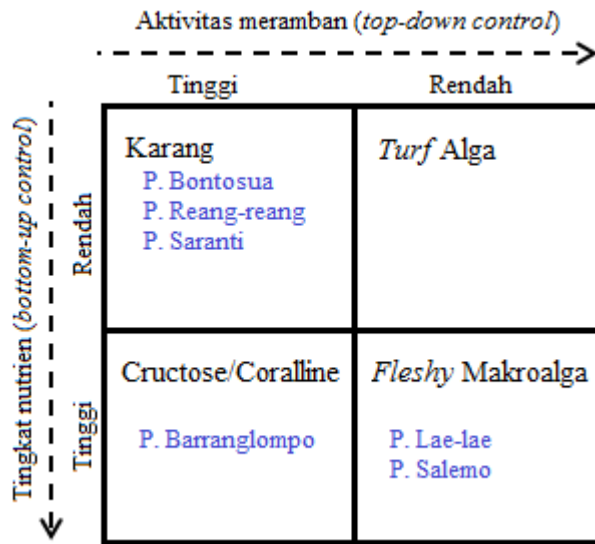 Aktivitas meramban (top-down control)
Tinggi
Rendah
Tingkat nutrien (bottom-up control)
Rendah
Karang
P. Bontosua
P. Reang-reang
P. Saranti
Turf Alga
Tinggi
Cructose/Coralline
P. Barranglompo
Fleshy Makroalga
P. Lae-lae
P. Salemo